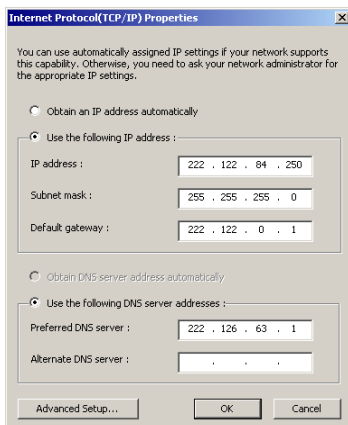 Internet Protocol(TCP/IP) Properties
You can use automatically assigned IP settings if your network supports
this capability. Otherwise, you need to ask your network administrator for
the appropriate IP settings.
Obtain an IP address automatically
Use the following IP address :
IP address : 222 . 122 . 84 . 250
Subnet mask : 255 . 255 . 255 . 0
Default gateway : 222 . 122 . 0 . 1
Obtain DNS server address automatically
Use the following DNS server addresses :
Preferred DNS server : 222 . 126 . 63 . 1
Alternate DNS server : . . .
Advanced Setup... OK Cancel